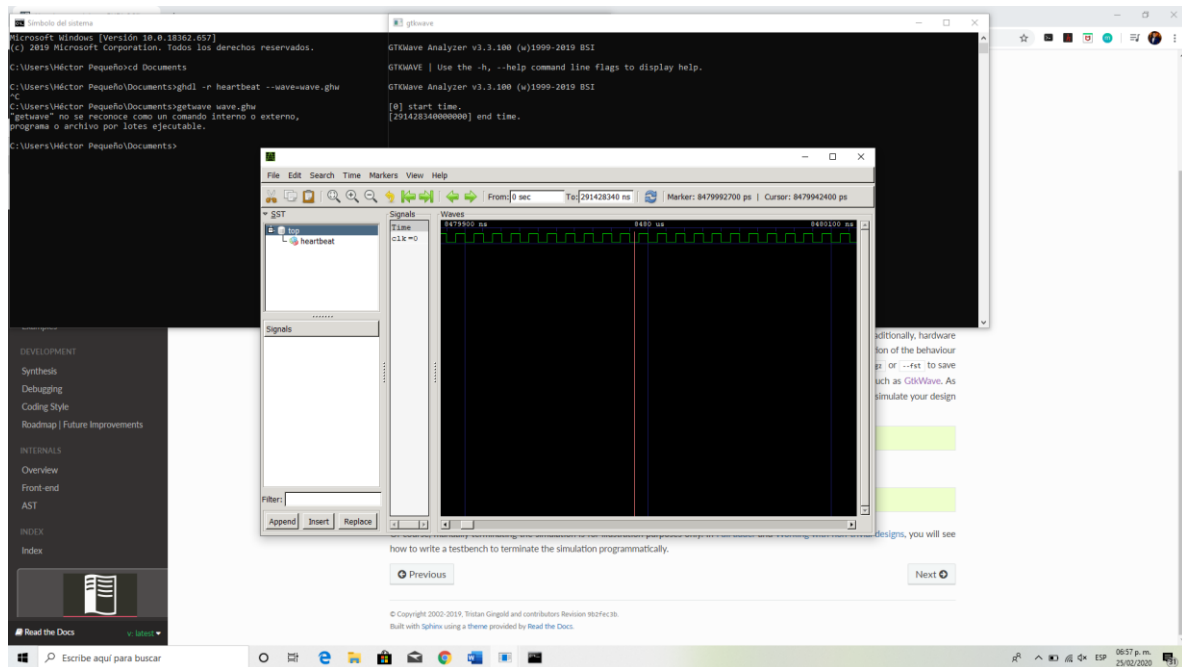 Símbolo del sistema
Microsoft Windows [Versión 10.0.18362.657]
(c) 2019 Microsoft Corporation. Todos los derechos reservados.
C:\Users\Héctor Pequeño>cd Documents
C:\Users\Héctor Pequeño\Documents>ghdl -r heartbeat --wave=wave.ghw
^C
C:\Users\Héctor Pequeño\Documents>getwave wave.ghw
"getwave" no se reconoce como un comando interno o externo,
programa o archivo por lotes ejecutable.
C:\Users\Héctor Pequeño\Documents>
gtkwave
GTKWave Analyzer v3.3.100 (w)1999-2019 BSI
GTKWAVE | Use the -h, --help command line flags to display help.
GTKWave Analyzer v3.3.100 (w)1999-2019 BSI
[0] start time.
[291428340000000] end time.
File Edit Search Time Markers View Help
From: 0 sec To: 291428340 ns Marker: 8479992700 ps | Cursor: 8479942400 ps
SST
top
heartbeat
Signals
Filter:
Append Insert Replace
Signals
Time
clk=0
Waves
8479900 ns 8480 us 8480100 ns
DEVELOPMENT
Synthesis
Debugging
Coding Style
Roadmap | Future Improvements
INTERNALS
Overview
Front-end
AST
INDEX
Index
Read the Docs v: latest
aditionally, hardware
ion of the behaviour
or --fst to save
uch as GtkWave. As
simulate your design
designs, you will see
how to write a testbench to terminate the simulation programmatically.
Previous Next
© Copyright 2002-2019, Tristan Gingold and contributors Revision 9b2fec3b.
Built with Sphinx using a theme provided by Read the Docs.
Escribe aquí para buscar
ESP
06:57 p. m.
25/02/2020